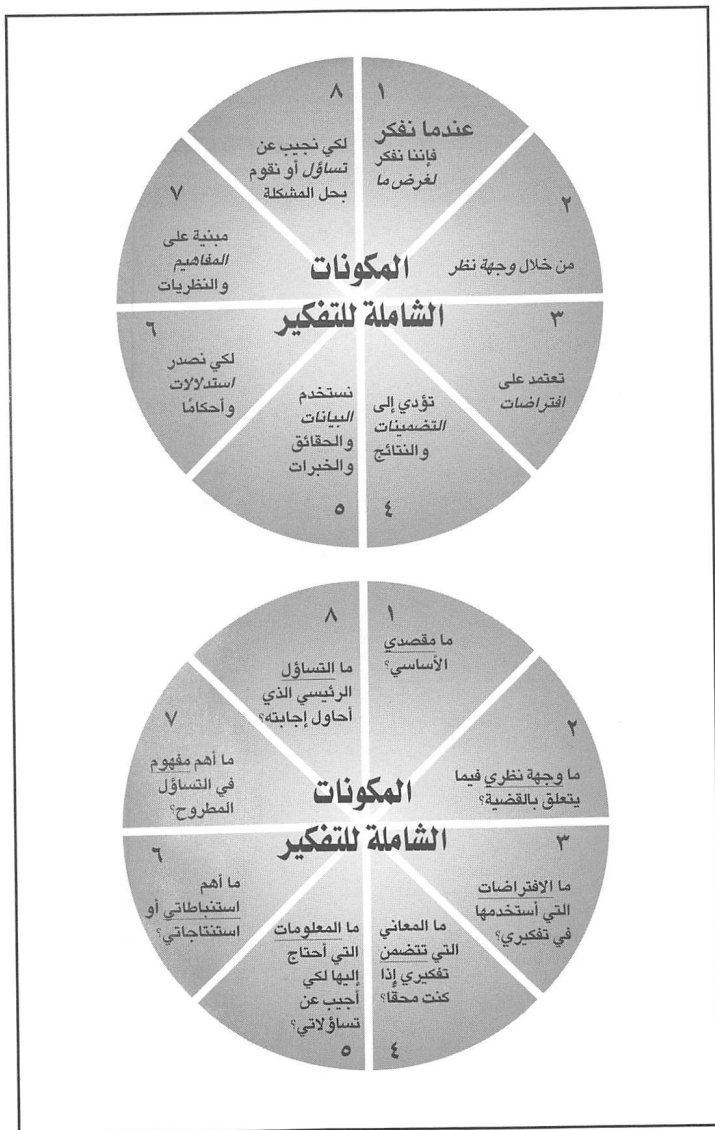 ١
عندما نفكر
فإننا نفكر
لغرض ما
٢
من خلال وجهة نظر
٣
تعتمد على
افتراضات
تؤدي إلى
التضمينات
والنتائج
٤
نستخدم
البيانات
والحقائق
والخبرات
٥
٦
لكي نصدر
استدلالات
وأحكامًا
٧
مبنية على
المفاهيم
والنظريات
٨
لكي نجيب عن
تساؤل أو نقوم
بحل المشكلة
المكونات
الشاملة للتفكير
١
ما مقصدي
الأساسي؟
٢
ما وجهة نظري فيما
يتعلق بالقضية؟
٣
ما الافتراضات
التي أستخدمها
في تفكيري؟
ما المعاني
التي تتضمن
تفكيري إذا
كنت محقا؟
٤
ما المعلومات
التي أحتاج
إليها لكي
أجيب عن
تساؤلاتي؟
٥
٦
ما أهم
استنباطاتي أو
استنتاجاتي؟
٧
ما أهم مفهوم
في التساؤل
المطروح؟
٨
ما التساؤل
الرئيسي الذي
أحاول إجابته؟
المكونات
الشاملة للتفكير